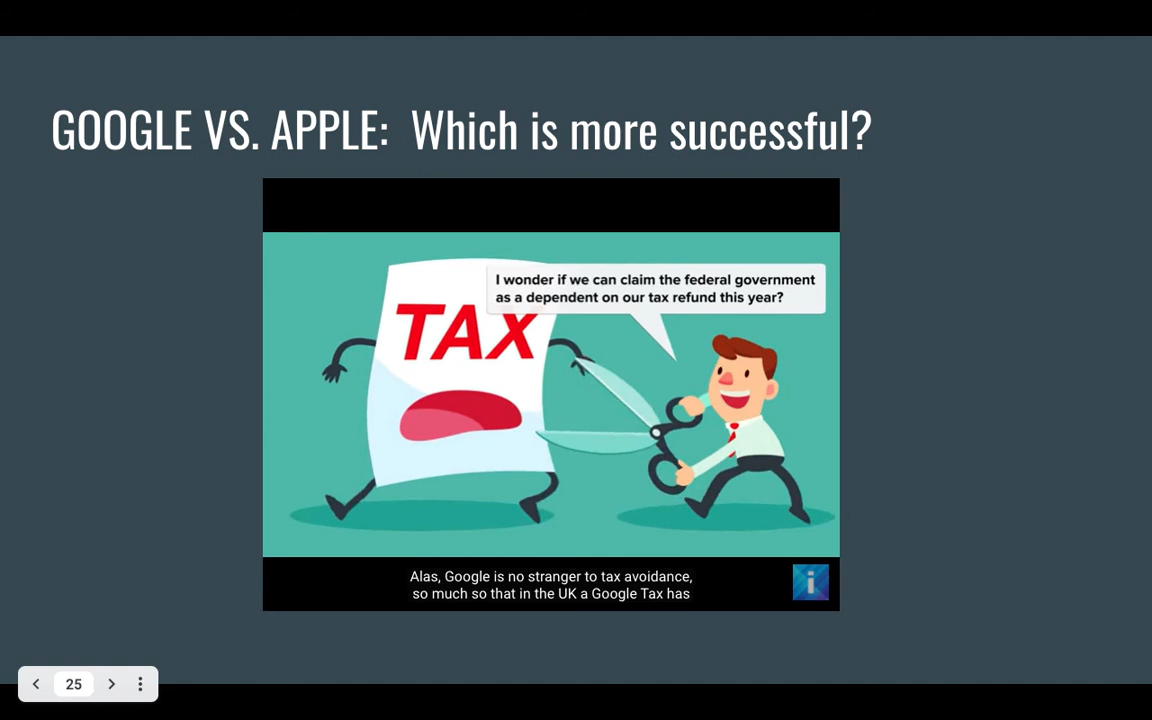 GOOGLE VS. APPLE: Which is more successful?
I wonder if we can claim the federal government
as a dependent on our tax refund this year?
TAX
Alas, Google is no stranger to tax avoidance,
so much so that in the UK a Google Tax has
i
25